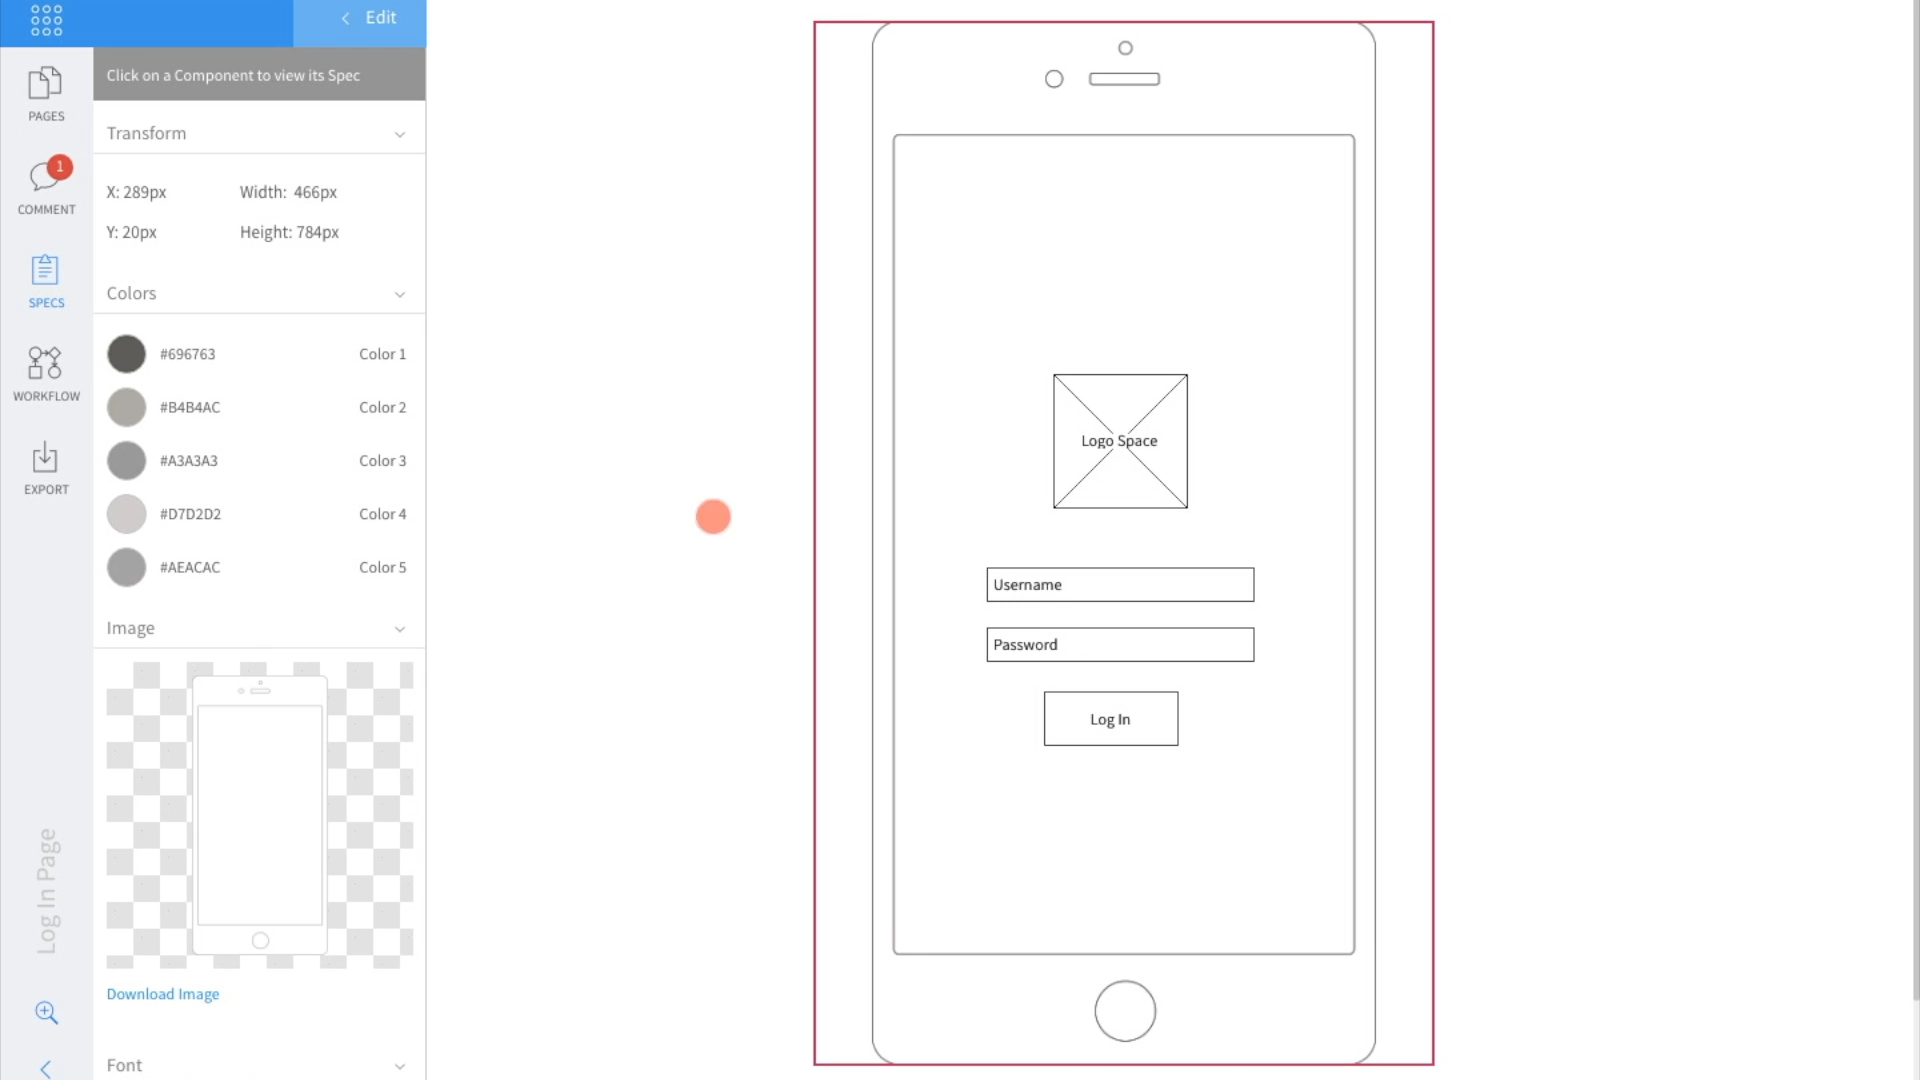 Edit
Click on a Component to view its Spec
PAGES
Transform
1
COMMENT
X: 289px
Width: 466px
Y: 20px
Height: 784px
SPECS
Colors
#696763
Color 1
WORKFLOW
#B4B4AC
Color 2
#A3A3A3
Color 3
EXPORT
#D7D2D2
Color 4
#AEACAC
Color 5
Image
Download Image
Font
Log In Page
Logo Space
Username
Password
Log In